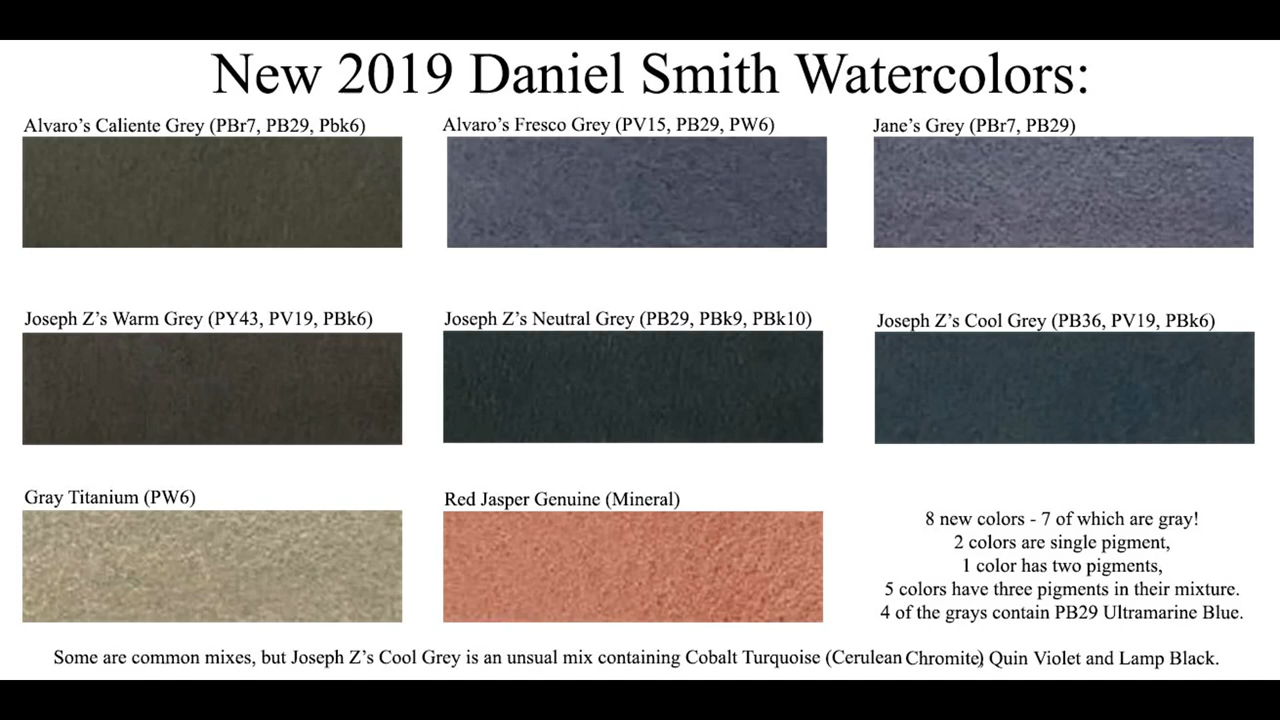 New 2019 Daniel Smith Watercolors:
Alvaro's Caliente Grey (PBr7, PB29, Pbk6)
Alvaro's Fresco Grey (PV15, PB29, PW6)
Jane's Grey (PBr7, PB29)
Joseph Z's Warm Grey (PY43, PV19, PBk6)
Joseph Z's Neutral Grey (PB29, PBk9, PBk10)
Joseph Z's Cool Grey (PB36, PV19, PBk6)
Gray Titanium (PW6)
Red Jasper Genuine (Mineral)
8 new colors - 7 of which are gray!
2 colors are single pigment,
1 color has two pigments,
5 colors have three pigments in their mixture.
4 of the grays contain PB29 Ultramarine Blue.
Some are common mixes, but Joseph Z's Cool Grey is an unsual mix containing Cobalt Turquoise (Cerulean Chromite) Quin Violet and Lamp Black.